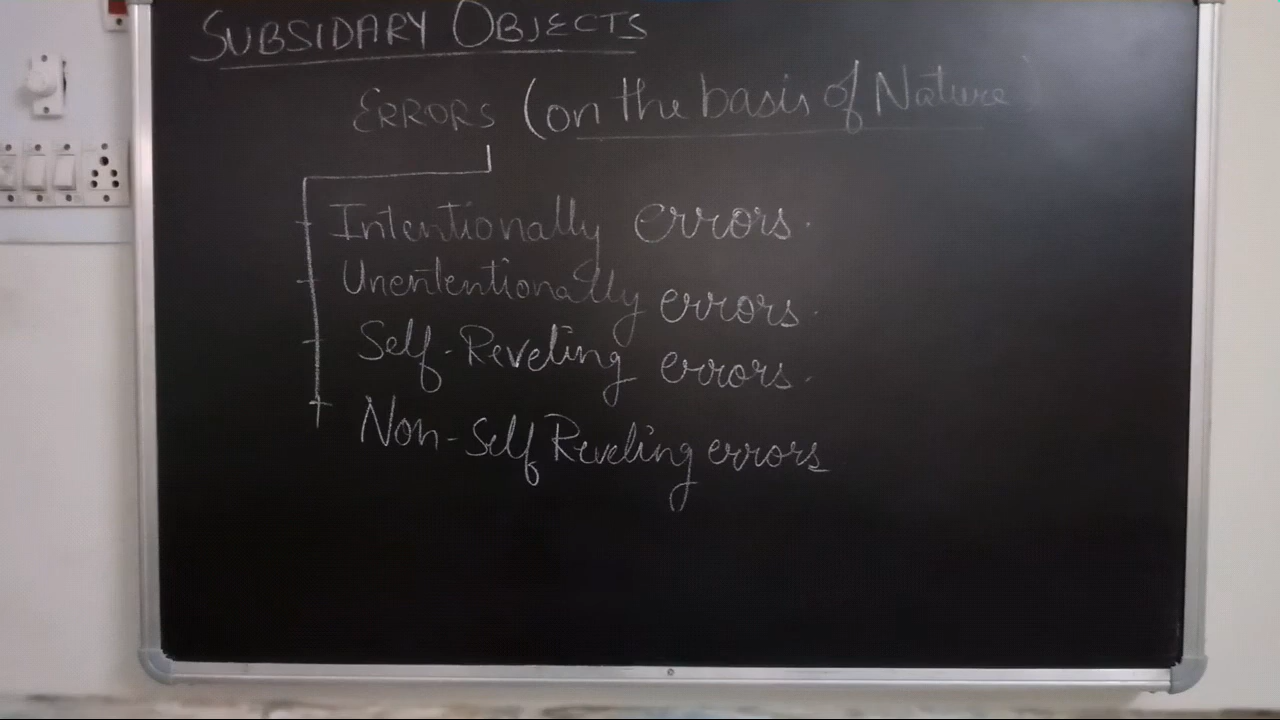 SUBSIDARY OBJECTS
ERRORS (on the basis of Nature)
Intentionally errors.
Unententionally errors.
Self-Reveling errors.
Non-Self Reveling errors